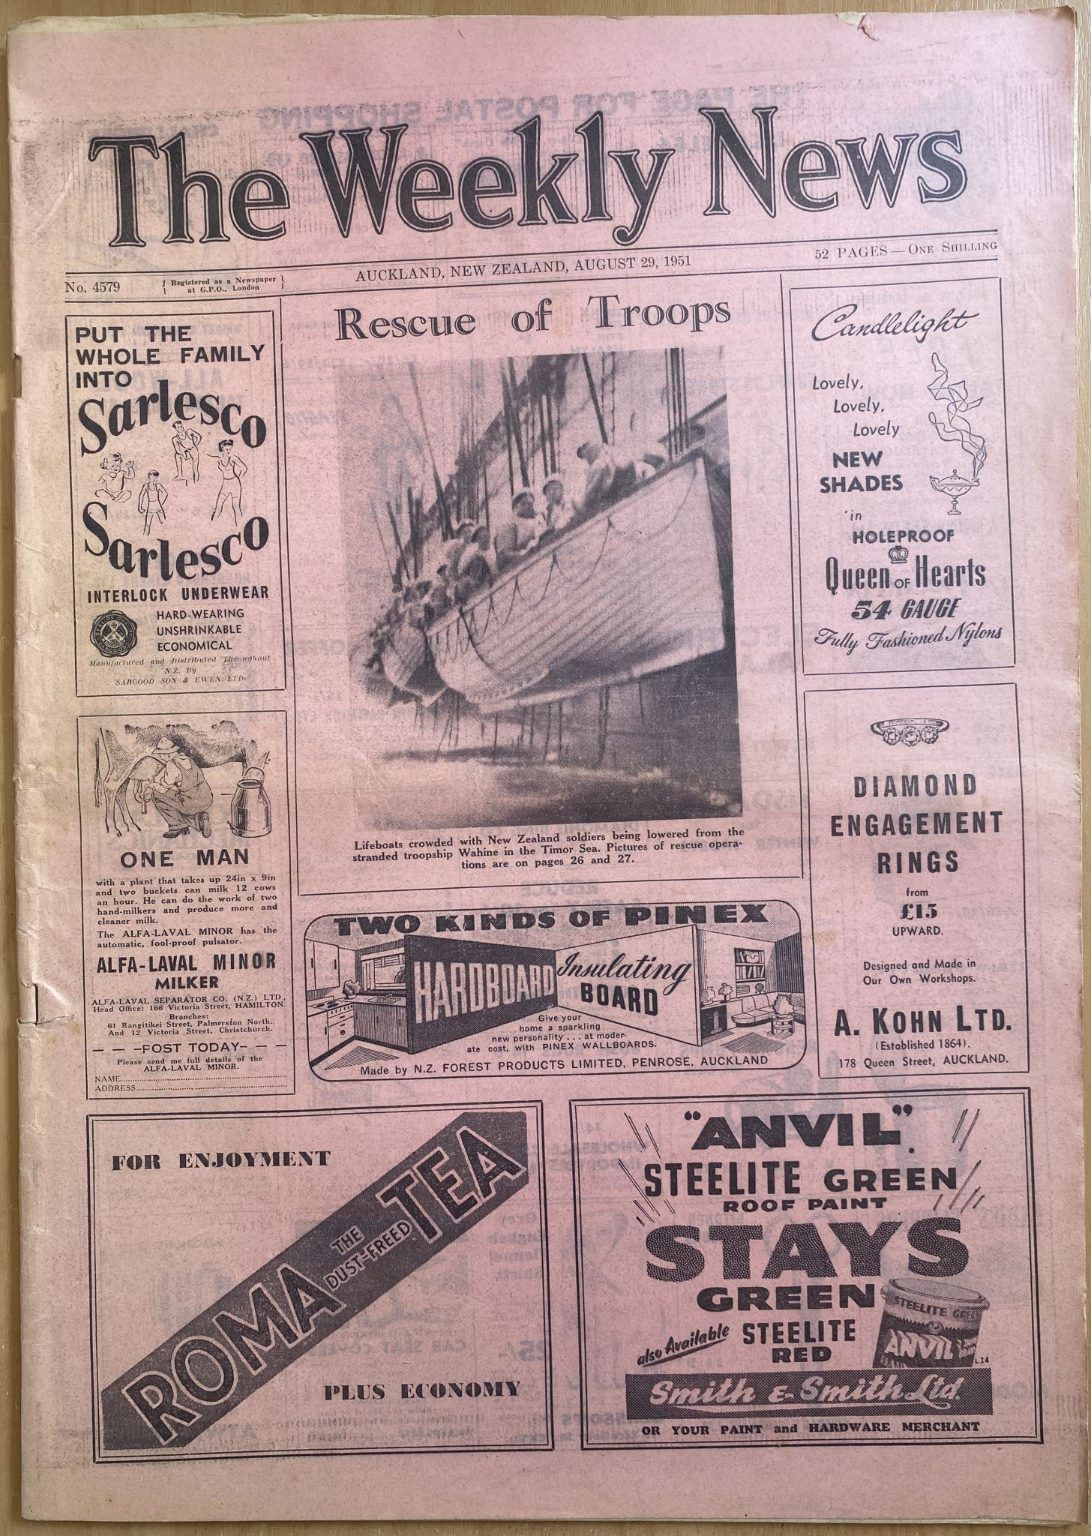 The Weekly News
No. 4579
{ Registered as a Newspaper
at G.P.O., London }
AUCKLAND, NEW ZEALAND, AUGUST 29, 1951
52 PAGES — One Shilling
PUT THE
WHOLE FAMILY
INTO
Sarlesco
Sarlesco
INTERLOCK UNDERWEAR
HARD-WEARING
UNSHRINKABLE
ECONOMICAL
Manufactured and Distributed Throughout
N.Z. By
SARGOOD SON & EWEN, LTD.
ONE MAN
with a plant that takes up 24in x 9in
and two buckets can milk 12 cows
an hour. He can do the work of two
hand-milkers and produce more and
cleaner milk.
The ALFA-LAVAL MINOR has the
automatic, fool-proof pulsator.
ALFA-LAVAL MINOR
MILKER
ALFA-LAVAL SEPARATOR CO. (N.Z.) LTD.,
Head Office: 166 Victoria Street, HAMILTON.
Branches:
61 Rangitikei Street, Palmerston North.
And 12 Victoria Street, Christchurch.
— — —POST TODAY— — —
Please send me full details of the
ALFA-LAVAL MINOR.
NAME
ADDRESS
Rescue of Troops
Lifeboats crowded with New Zealand soldiers being lowered from the
stranded troopship Wahine in the Timor Sea. Pictures of rescue opera-
tions are on pages 26 and 27.
TWO KINDS OF PINEX
HARDBOARD
Insulating
BOARD
Give your
home a sparkling
new personality . . . at moder-
ate cost, with PINEX WALLBOARDS.
Made by N.Z. FOREST PRODUCTS LIMITED, PENROSE, AUCKLAND
Candlelight
Lovely,
Lovely,
Lovely
NEW
SHADES
in
HOLEPROOF
Queen OF Hearts
54 GAUGE
Fully Fashioned Nylons
DIAMOND
ENGAGEMENT
RINGS
from
£15
UPWARD.
Designed and Made in
Our Own Workshops.
A. KOHN LTD.
(Established 1864).
178 Queen Street, AUCKLAND.
FOR ENJOYMENT
ROMA THE DUST-FREED TEA
PLUS ECONOMY
"ANVIL"
STEELITE GREEN
ROOF PAINT
STAYS
GREEN
also Available STEELITE
RED
STEELITE GREEN
ANVIL
L.14
Smith & Smith Ltd.
OR YOUR PAINT and HARDWARE MERCHANT